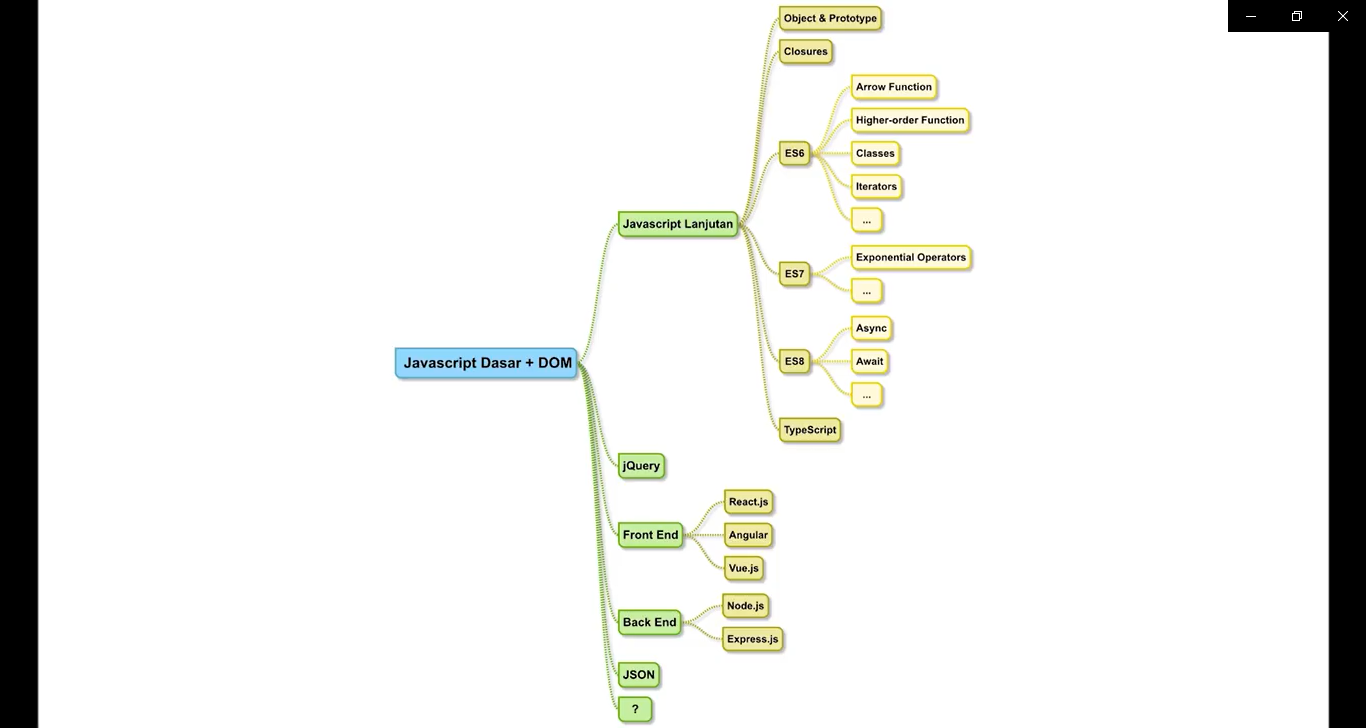 Object & Prototype
Closures
Arrow Function
Higher-order Function
ES6
Classes
Iterators
...
Javascript Lanjutan
Exponential Operators
ES7
...
Async
ES8
Await
...
TypeScript
Javascript Dasar + DOM
jQuery
React.js
Front End
Angular
Vue.js
Node.js
Back End
Express.js
JSON
?